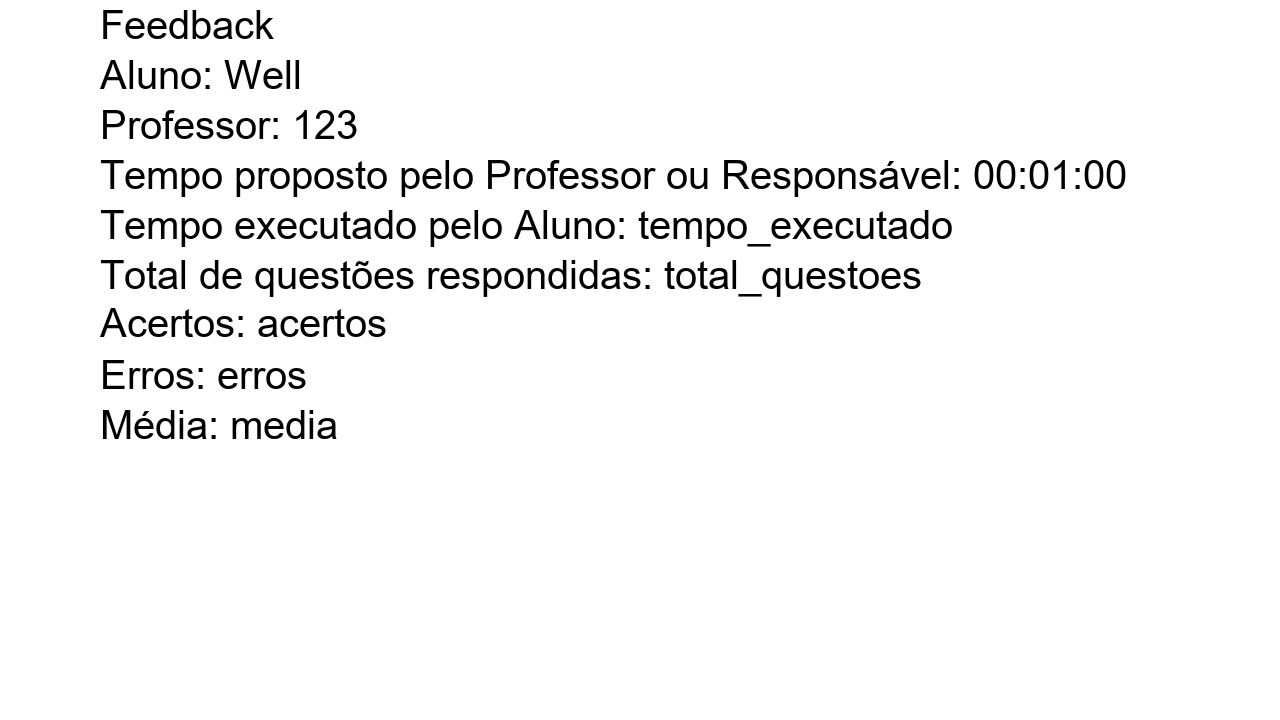 Feedback
Aluno: Well
Professor: 123
Tempo proposto pelo Professor ou Responsável: 00:01:00
Tempo executado pelo Aluno: tempo_executado
Total de questões respondidas: total_questoes
Acertos: acertos
Erros: erros
Média: media